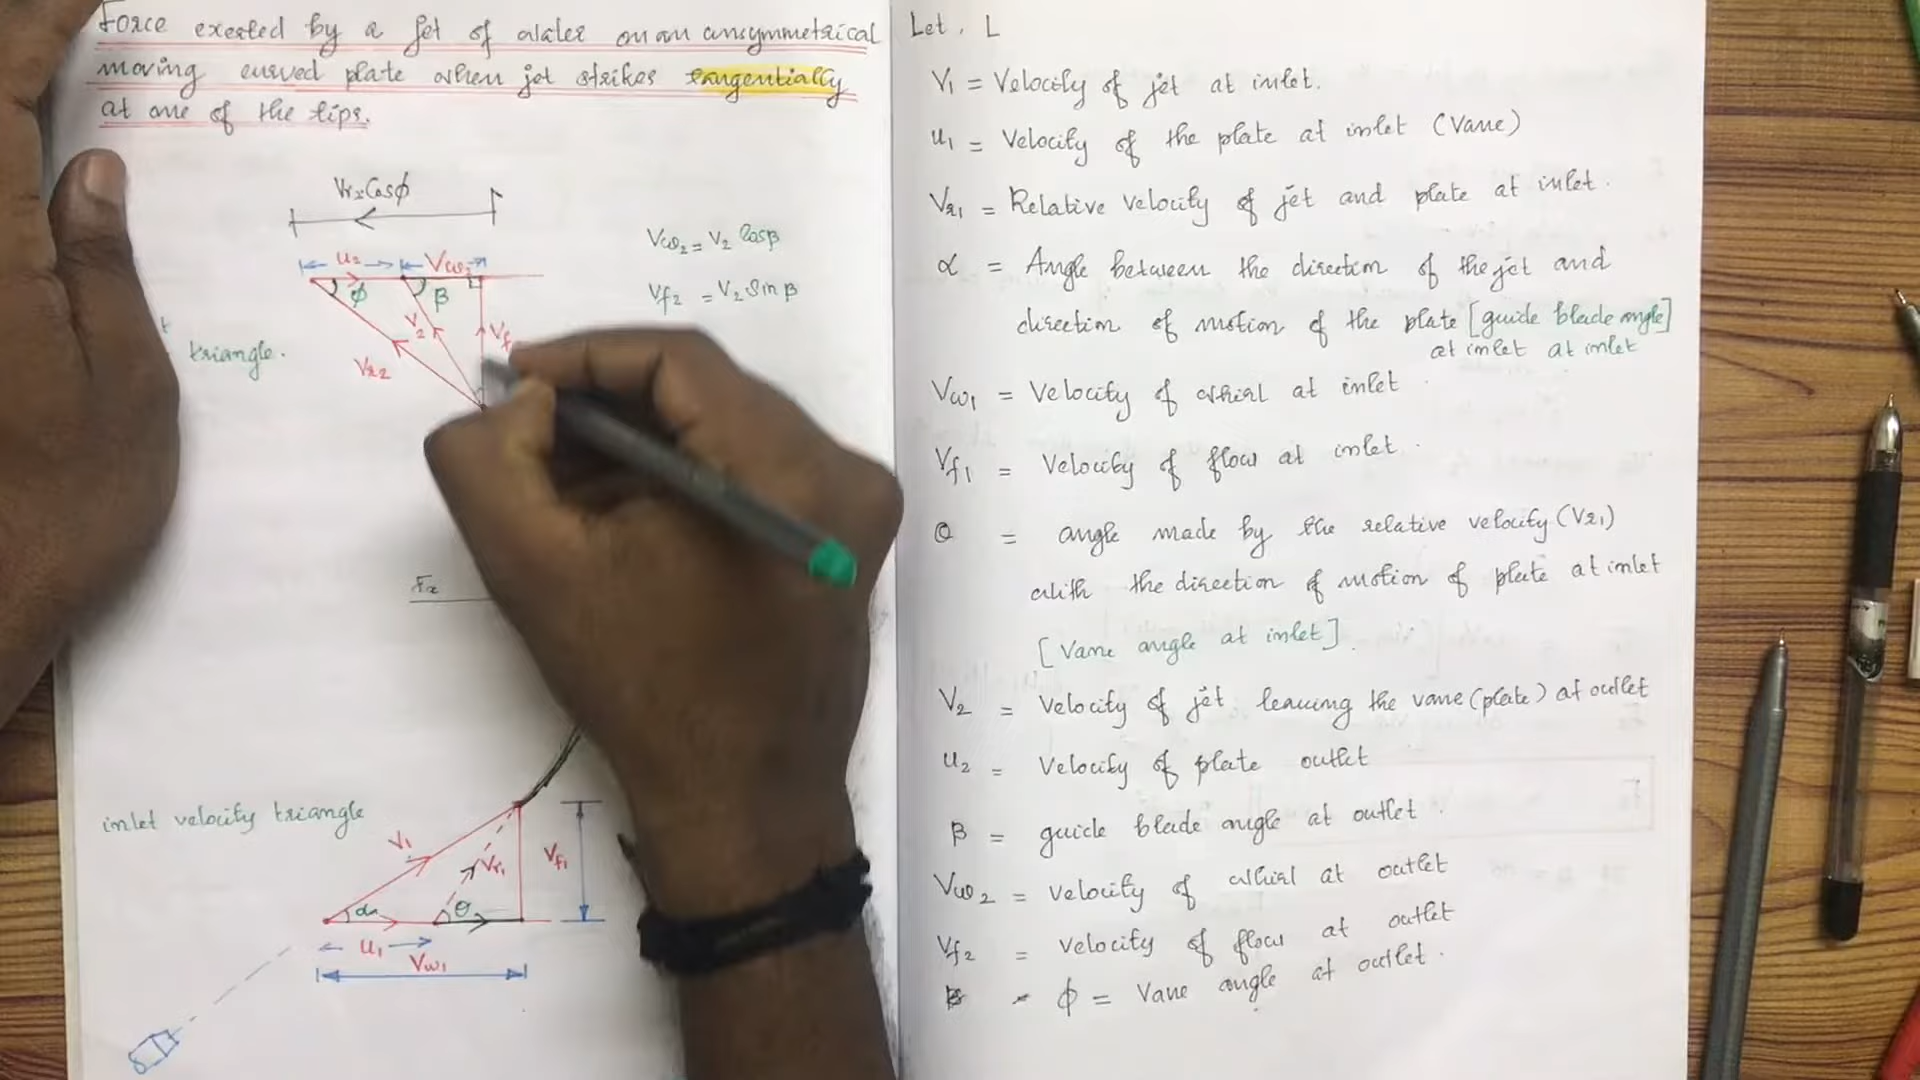 Force exerted by a jet of water on an unsymmetrical
moving curved plate when jet strikes tangentially
at one of the tips.
Vr2 Cosϕ
u2
Vw2
ϕ
β
V2
Vr2
triangle.
Vw2 = V2 Cosβ
Vf2 = V2 Sin β
Fx
inlet velocity triangle
V1
Vr1
Vf1
α
θ
u1
Vw1
Let,
V1 = Velocity of jet at inlet.
u1 = Velocity of the plate at inlet (Vane)
Vr1 = Relative velocity of jet and plate at inlet.
α = Angle between the direction of the jet and
direction of motion of the plate [guide blade angle]
at inlet at inlet
Vw1 = Velocity of whirl at inlet
Vf1 = Velocity of flow at inlet.
θ = angle made by the relative velocity (Vr1)
with the direction of motion of plate at inlet
[Vane angle at inlet].
V2 = Velocity of jet leaving the vane (plate) at outlet
u2 = Velocity of plate outlet
β = guide blade angle at outlet.
Vw2 = velocity of whirl at outlet
Vf2 = velocity of flow at outlet
ϕ = Vane angle at outlet.